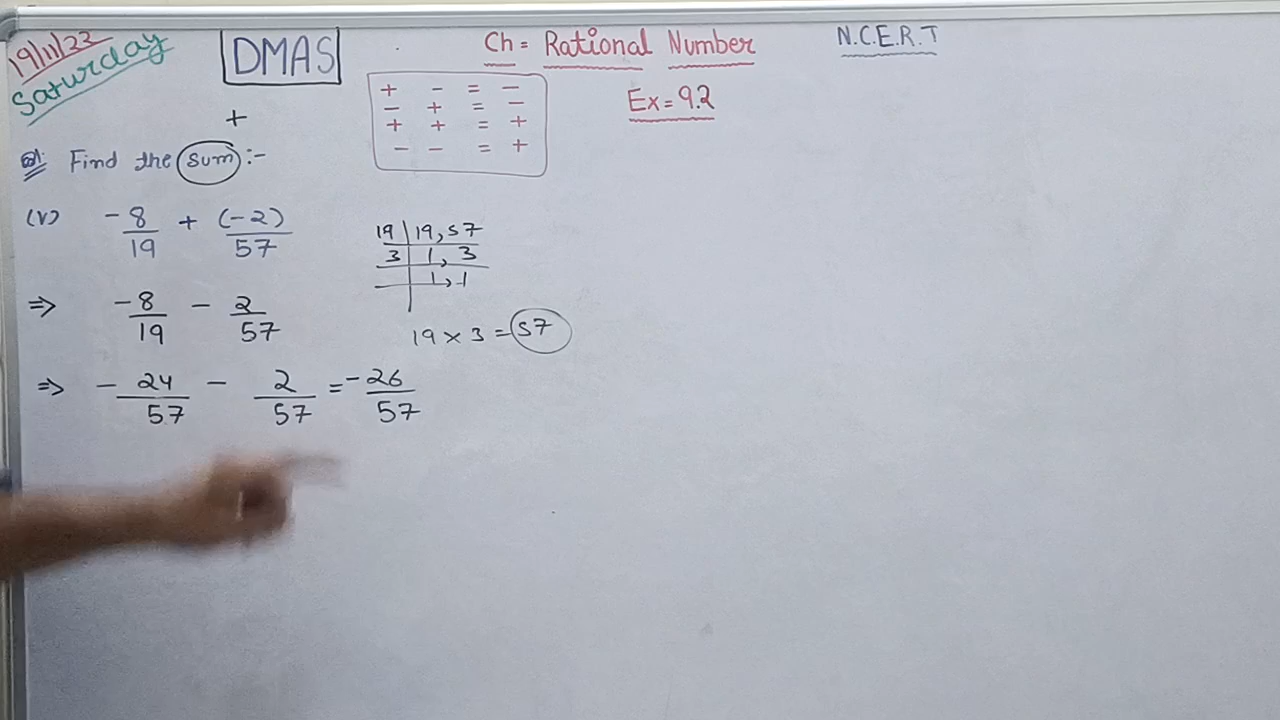 19/11/22
Saturday
DMAS
Ch = Rational Number
N.C.E.R.T
Ex = 9.2
+ - = -
- + = -
+ + = +
- - = +
+
Q1. Find the sum :-
(v) -8/19 + (-2)/57
⇒ -8/19 - 2/57
⇒ -24/57 - 2/57 = -26/57
19 | 19, 57
3 | 1, 3
| 1, 1
19 × 3 = 57